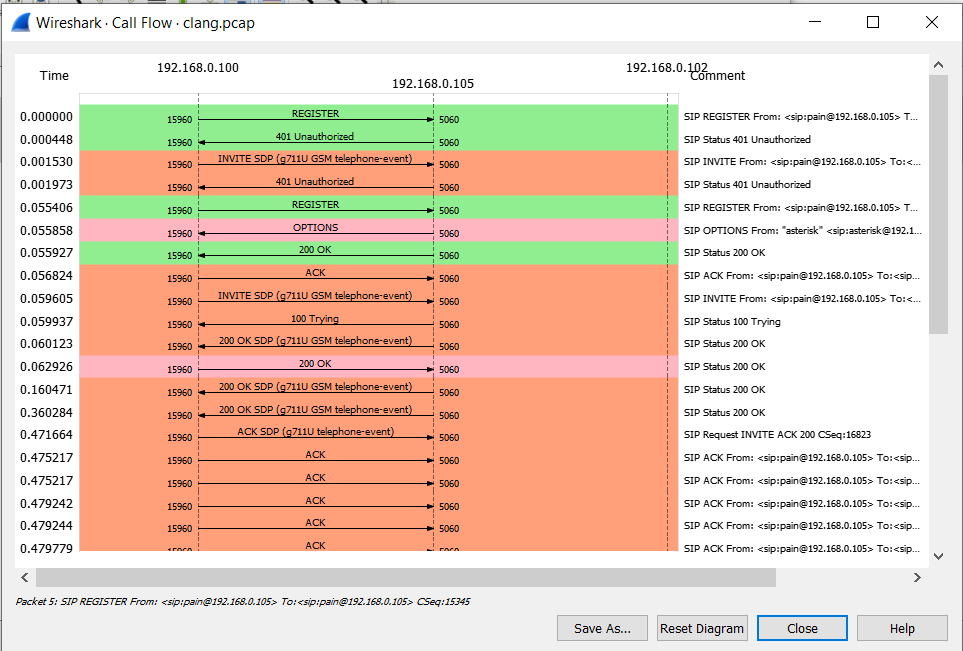 Wireshark · Call Flow · clang.pcap
Time 192.168.0.100 192.168.0.105 192.168.0.102 Comment
0.000000 15960 REGISTER 5060 SIP REGISTER From: <sip:pain@192.168.0.105> T...
0.000448 15960 401 Unauthorized 5060 SIP Status 401 Unauthorized
0.001530 15960 INVITE SDP (g711U GSM telephone-event) 5060 SIP INVITE From: <sip:pain@192.168.0.105> To:<...
0.001973 15960 401 Unauthorized 5060 SIP Status 401 Unauthorized
0.055406 15960 REGISTER 5060 SIP REGISTER From: <sip:pain@192.168.0.105> T...
0.055858 15960 OPTIONS 5060 SIP OPTIONS From: "asterisk" <sip:asterisk@192.1...
0.055927 15960 200 OK 5060 SIP Status 200 OK
0.056824 15960 ACK 5060 SIP ACK From: <sip:pain@192.168.0.105> To:<sip...
0.059605 15960 INVITE SDP (g711U GSM telephone-event) 5060 SIP INVITE From: <sip:pain@192.168.0.105> To:<...
0.059937 15960 100 Trying 5060 SIP Status 100 Trying
0.060123 15960 200 OK SDP (g711U GSM telephone-event) 5060 SIP Status 200 OK
0.062926 15960 200 OK 5060 SIP Status 200 OK
0.160471 15960 200 OK SDP (g711U GSM telephone-event) 5060 SIP Status 200 OK
0.360284 15960 200 OK SDP (g711U GSM telephone-event) 5060 SIP Status 200 OK
0.471664 15960 ACK SDP (g711U telephone-event) 5060 SIP Request INVITE ACK 200 CSeq:16823
0.475217 15960 ACK 5060 SIP ACK From: <sip:pain@192.168.0.105> To:<sip...
0.475217 15960 ACK 5060 SIP ACK From: <sip:pain@192.168.0.105> To:<sip...
0.479242 15960 ACK 5060 SIP ACK From: <sip:pain@192.168.0.105> To:<sip...
0.479244 15960 ACK 5060 SIP ACK From: <sip:pain@192.168.0.105> To:<sip...
0.479779 15960 ACK 5060 SIP ACK From: <sip:pain@192.168.0.105> To:<sip...
Packet 5: SIP REGISTER From: <sip:pain@192.168.0.105> To:<sip:pain@192.168.0.105> CSeq:15345
Save As... Reset Diagram Close Help